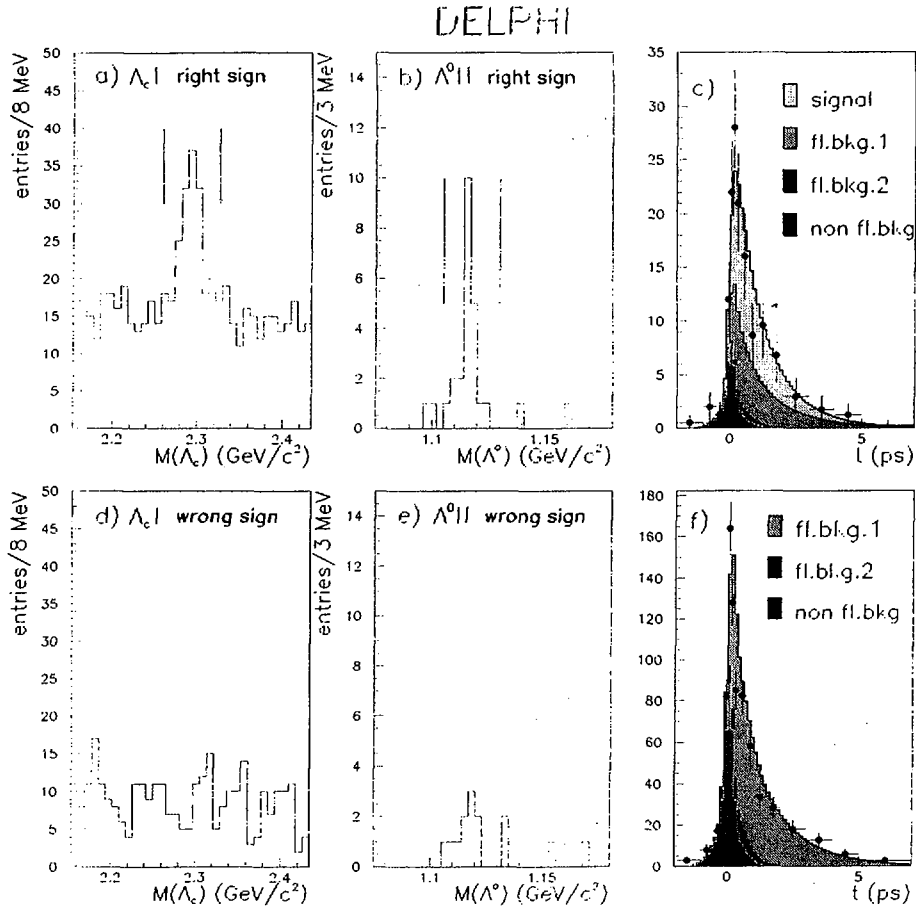 DELPHI
entries/8 MeV
50
45
40
35
30
25
20
15
10
5
0
a) Λc l right sign
2.2
2.3
2.4
M(Λc) (GeV/c²)
entries/3 MeV
14
12
10
8
6
4
2
0
b) Λ⁰ll right sign
1.1
1.15
M(Λ⁰) (GeV/c²)
35
30
25
20
15
10
5
0
c)
signal
fl.bkg.1
fl.bkg.2
non fl.bkg
0
5
t (ps)
entries/8 MeV
50
45
40
35
30
25
20
15
10
5
0
d) Λc l wrong sign
2.2
2.3
2.4
M(Λc) (GeV/c²)
entries/3 MeV
14
12
10
8
6
4
2
0
e) Λ⁰ll wrong sign
1.1
1.15
M(Λ⁰) (GeV/c²)
180
160
140
120
100
80
60
40
20
0
f)
fl.bkg.1
fl.bkg.2
non fl.bkg
0
5
t (ps)